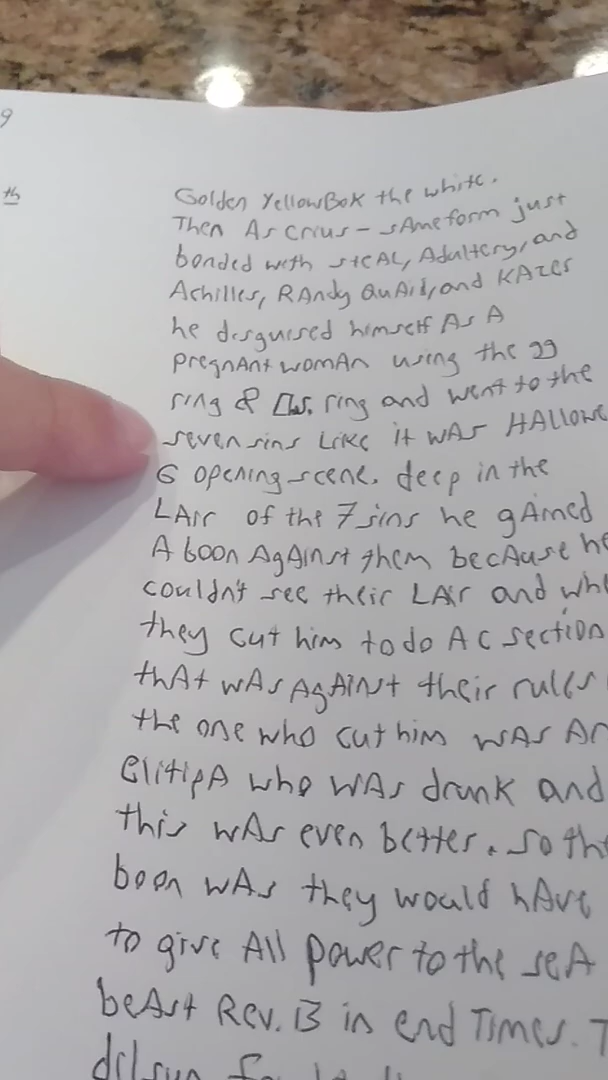 9
th
Golden YellowBok the white.
Then As Crius - sAme form just
bonded with steAL, Adultery, and
Achilles, RAndy QuAid, and KAzes
he disguised himself As A
pregnAnt womAn using the
ring & ring and went to the
seven sins Like it wAs HALLOWE
6 opening scene. deep in the
LAir of the 7 sins he gAined
A boon AgAinst them becAuse he
couldn't see their LAir and whe
they cut him to do A C section
thAt wAs AgAinst their rules
the one who cut him wAs An
elitipA who wAs drunk and
this wAs even better. so the
boon wAs they would hAve
to give All power to the seA
beAst Rev. 13 in end Times. T